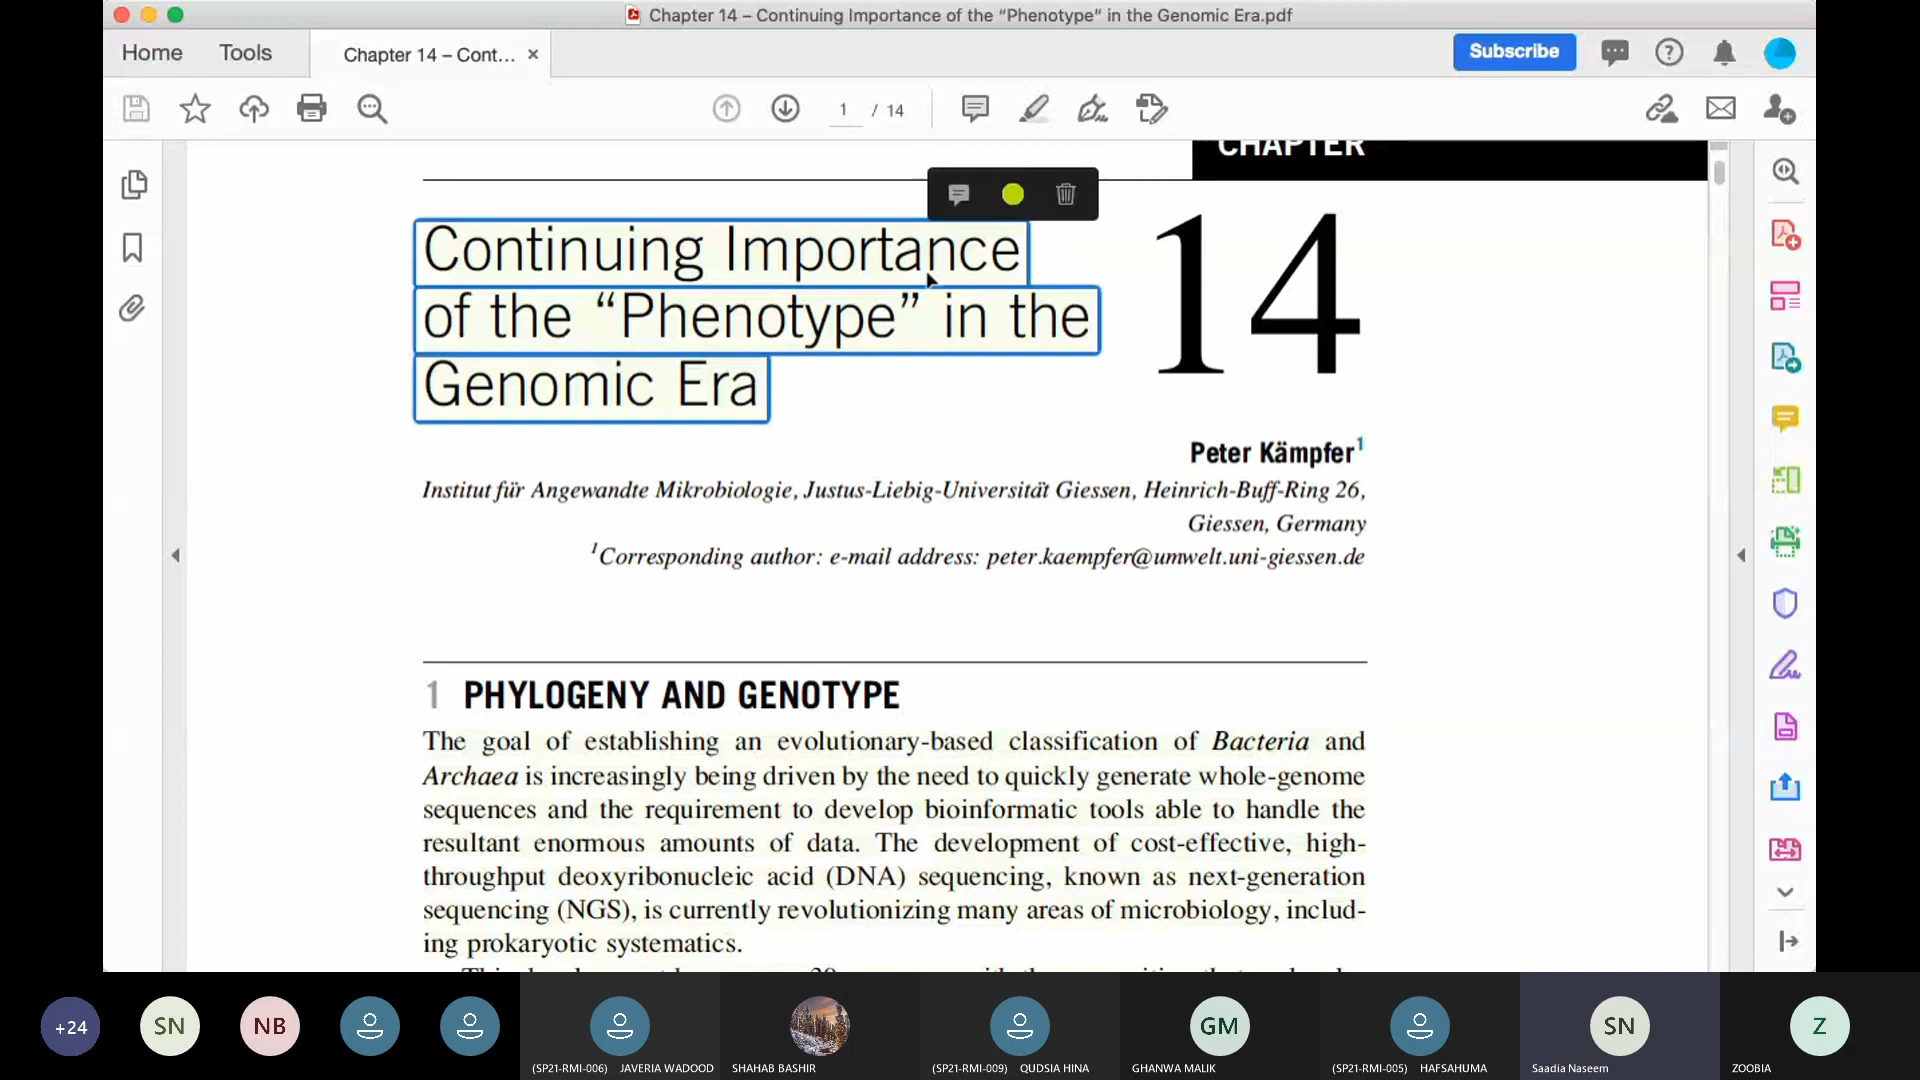 Chapter 14 – Continuing Importance of the “Phenotype” in the Genomic Era.pdf
Home Tools Chapter 14 – Cont... × Subscribe
1 / 14
CHAPTER
Continuing Importance
of the “Phenotype” in the
Genomic Era
14
Peter Kämpfer1
Institut für Angewandte Mikrobiologie, Justus-Liebig-Universität Giessen, Heinrich-Buff-Ring 26,
Giessen, Germany
1Corresponding author: e-mail address: peter.kaempfer@umwelt.uni-giessen.de
1 PHYLOGENY AND GENOTYPE
The goal of establishing an evolutionary-based classification of Bacteria and
Archaea is increasingly being driven by the need to quickly generate whole-genome
sequences and the requirement to develop bioinformatic tools able to handle the
resultant enormous amounts of data. The development of cost-effective, high-
throughput deoxyribonucleic acid (DNA) sequencing, known as next-generation
sequencing (NGS), is currently revolutionizing many areas of microbiology, includ-
ing prokaryotic systematics.
+24 SN NB GM SN Z
(SP21-RMI-006) JAVERIA WADOOD SHAHAB BASHIR (SP21-RMI-009) QUDSIA HINA GHANWA MALIK (SP21-RMI-005) HAFSAHUMA Saadia Naseem ZOOBIA